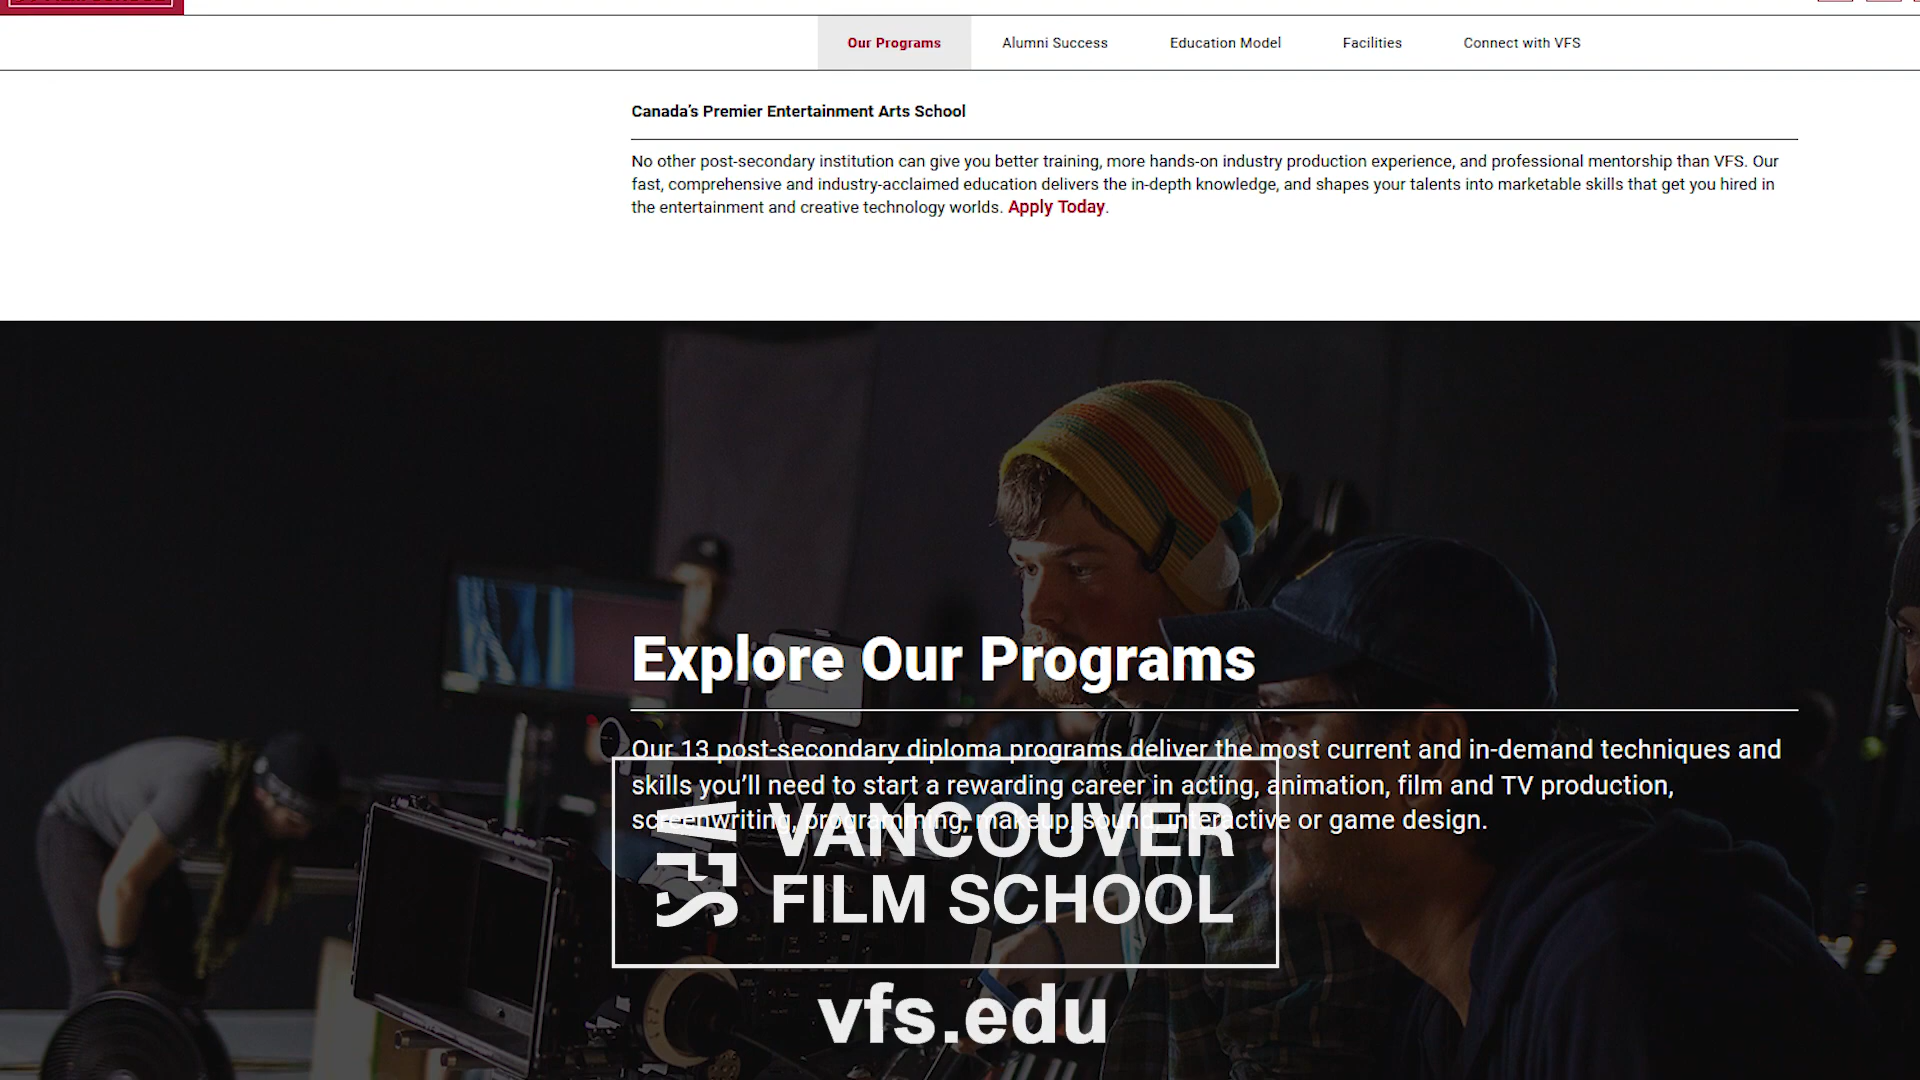 Our Programs
Alumni Success
Education Model
Facilities
Connect with VFS
Canada's Premier Entertainment Arts School
No other post-secondary institution can give you better training, more hands-on industry production experience, and professional mentorship than VFS. Our
fast, comprehensive and industry-acclaimed education delivers the in-depth knowledge, and shapes your talents into marketable skills that get you hired in
the entertainment and creative technology worlds. Apply Today.
Explore Our Programs
Our 13 post-secondary diploma programs deliver the most current and in-demand techniques and
skills you'll need to start a rewarding career in acting, animation, film and TV production,
screenwriting, programming, makeup, sound, interactive or game design.
VFS
VANCOUVER
FILM SCHOOL
vfs.edu